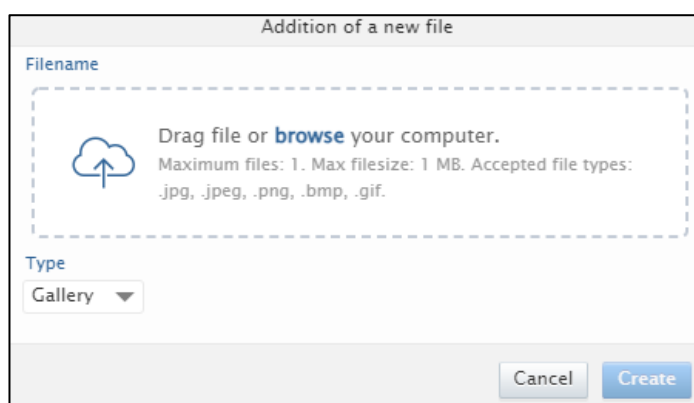 Addition of a new file
Filename
Drag file or browse your computer.
Maximum files: 1. Max filesize: 1 MB. Accepted file types:
.jpg, .jpeg, .png, .bmp, .gif.
Type
Gallery
Cancel
Create